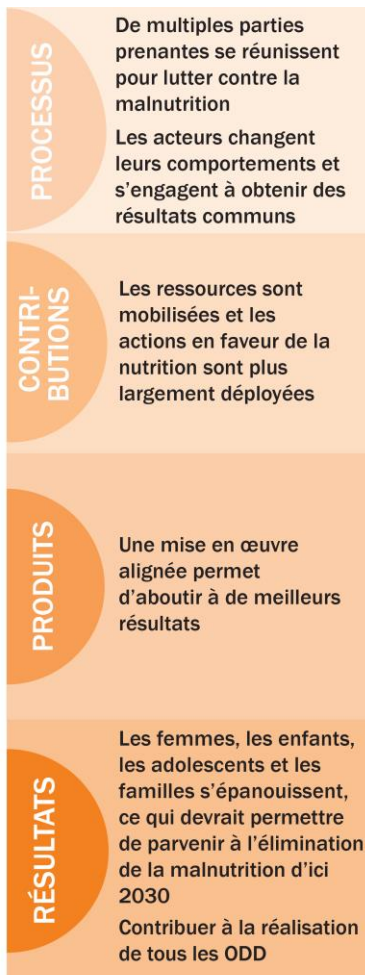 PROCESSUS
De multiples parties
prenantes se réunissent
pour lutter contre la
malnutrition
Les acteurs changent
leurs comportements et
s’engagent à obtenir des
résultats communs
CONTRI-
BUTIONS
Les ressources sont
mobilisées et les
actions en faveur de la
nutrition sont plus
largement déployées
PRODUITS
Une mise en œuvre
alignée permet
d’aboutir à de meilleurs
résultats
RÉSULTATS
Les femmes, les enfants,
les adolescents et les
familles s’épanouissent,
ce qui devrait permettre
de parvenir à l’élimination
de la malnutrition d’ici
2030
Contribuer à la réalisation
de tous les ODD